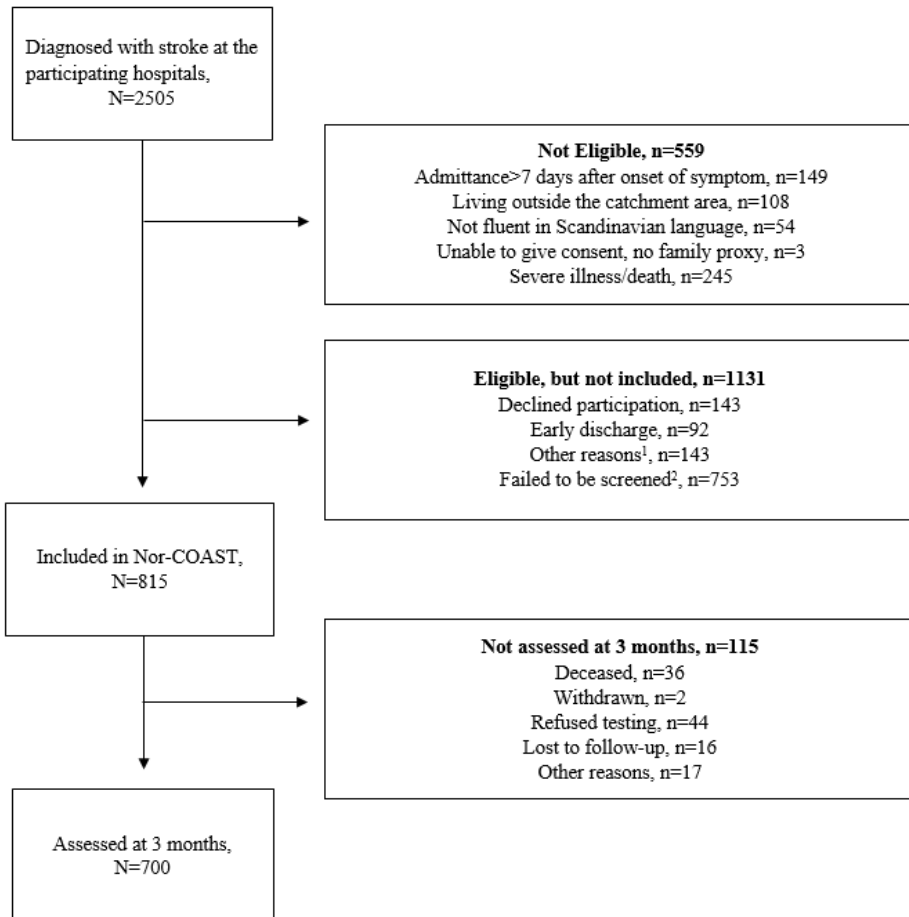 Diagnosed with stroke at the
participating hospitals,
N=2505
Not Eligible, n=559
Admittance>7 days after onset of symptom, n=149
Living outside the catchment area, n=108
Not fluent in Scandinavian language, n=54
Unable to give consent, no family proxy, n=3
Severe illness/death, n=245
Eligible, but not included, n=1131
Declined participation, n=143
Early discharge, n=92
Other reasons¹, n=143
Failed to be screened², n=753
Included in Nor-COAST,
N=815
Not assessed at 3 months, n=115
Deceased, n=36
Withdrawn, n=2
Refused testing, n=44
Lost to follow-up, n=16
Other reasons, n=17
Assessed at 3 months,
N=700